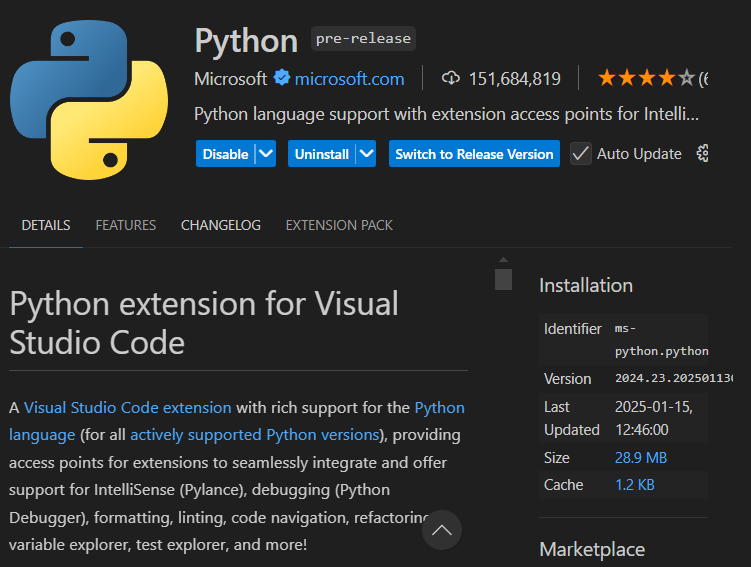 Python pre-release
Microsoft microsoft.com 151,684,819 (6
Python language support with extension access points for Intelli...
Disable Uninstall Switch to Release Version Auto Update
DETAILS FEATURES CHANGELOG EXTENSION PACK
Python extension for Visual
Studio Code
A Visual Studio Code extension with rich support for the Python
language (for all actively supported Python versions), providing
access points for extensions to seamlessly integrate and offer
support for IntelliSense (Pylance), debugging (Python
Debugger), formatting, linting, code navigation, refactoring
variable explorer, test explorer, and more!
Installation
Identifier ms-
python.python
Version 2024.23.20250113
Last 2025-01-15,
Updated 12:46:00
Size 28.9 MB
Cache 1.2 KB
Marketplace